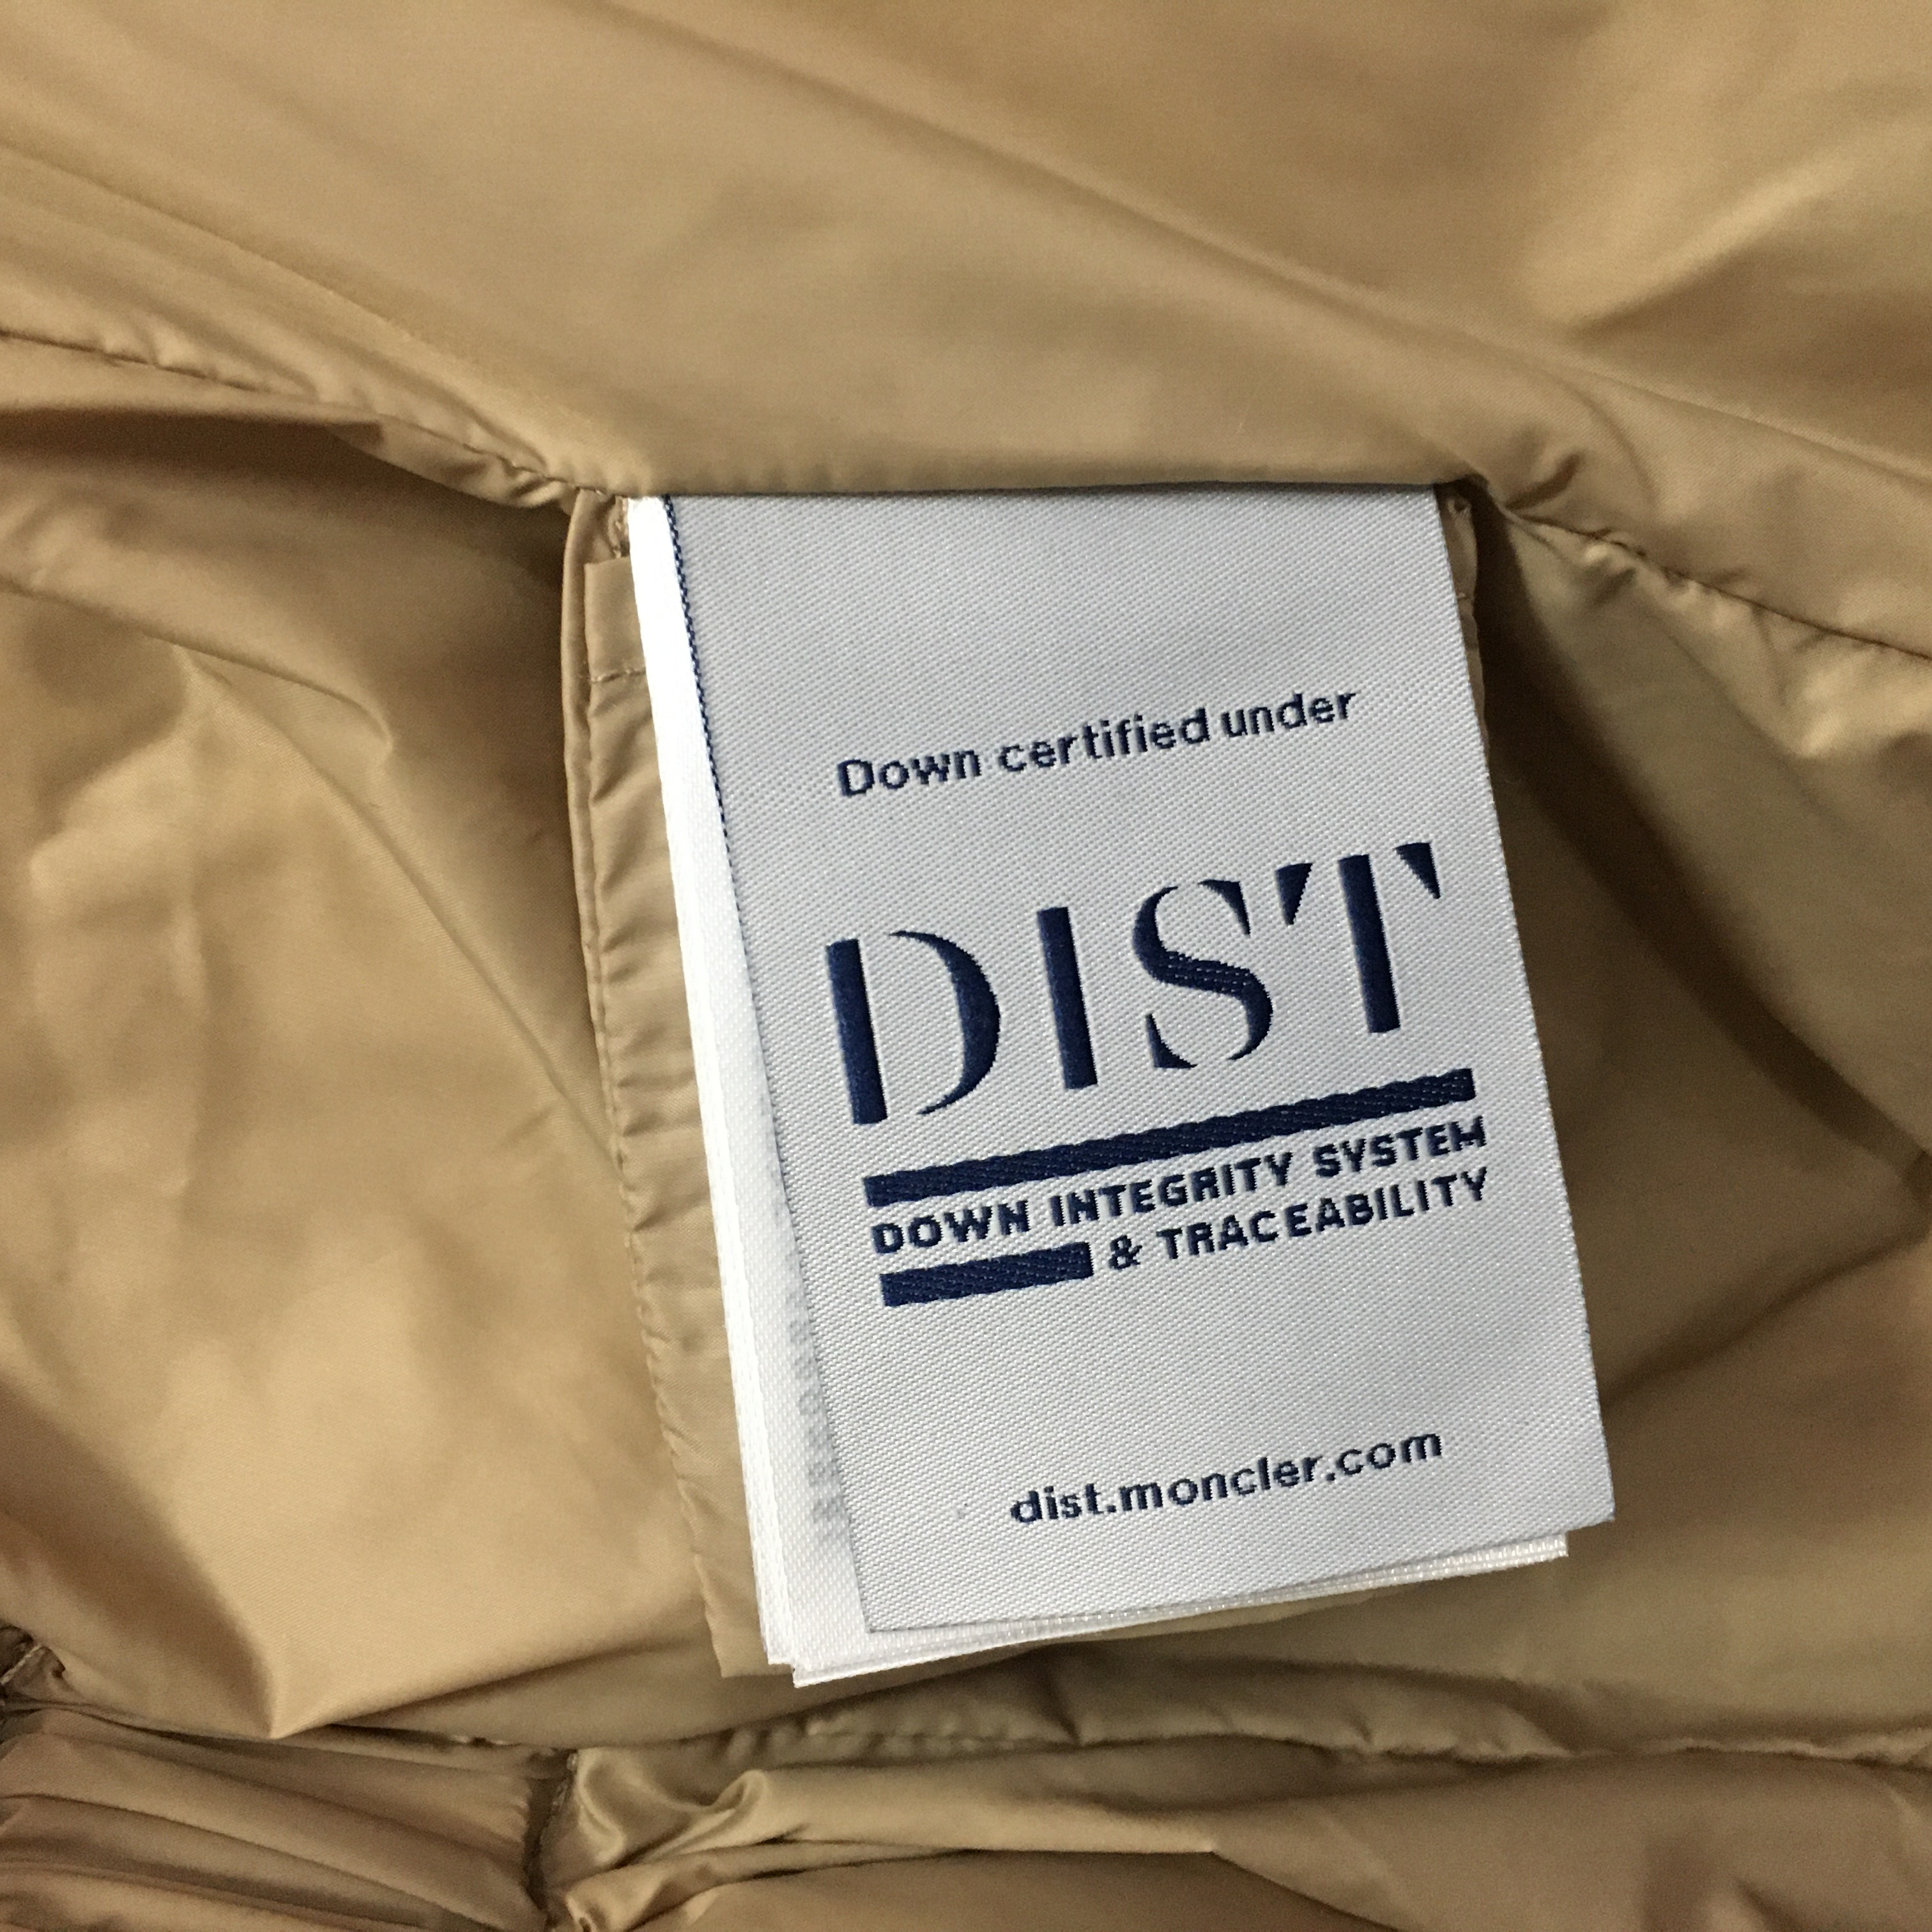 Down certified under
DIST
DOWN INTEGRITY SYSTEM
& TRACEABILITY
dist.moncler.com